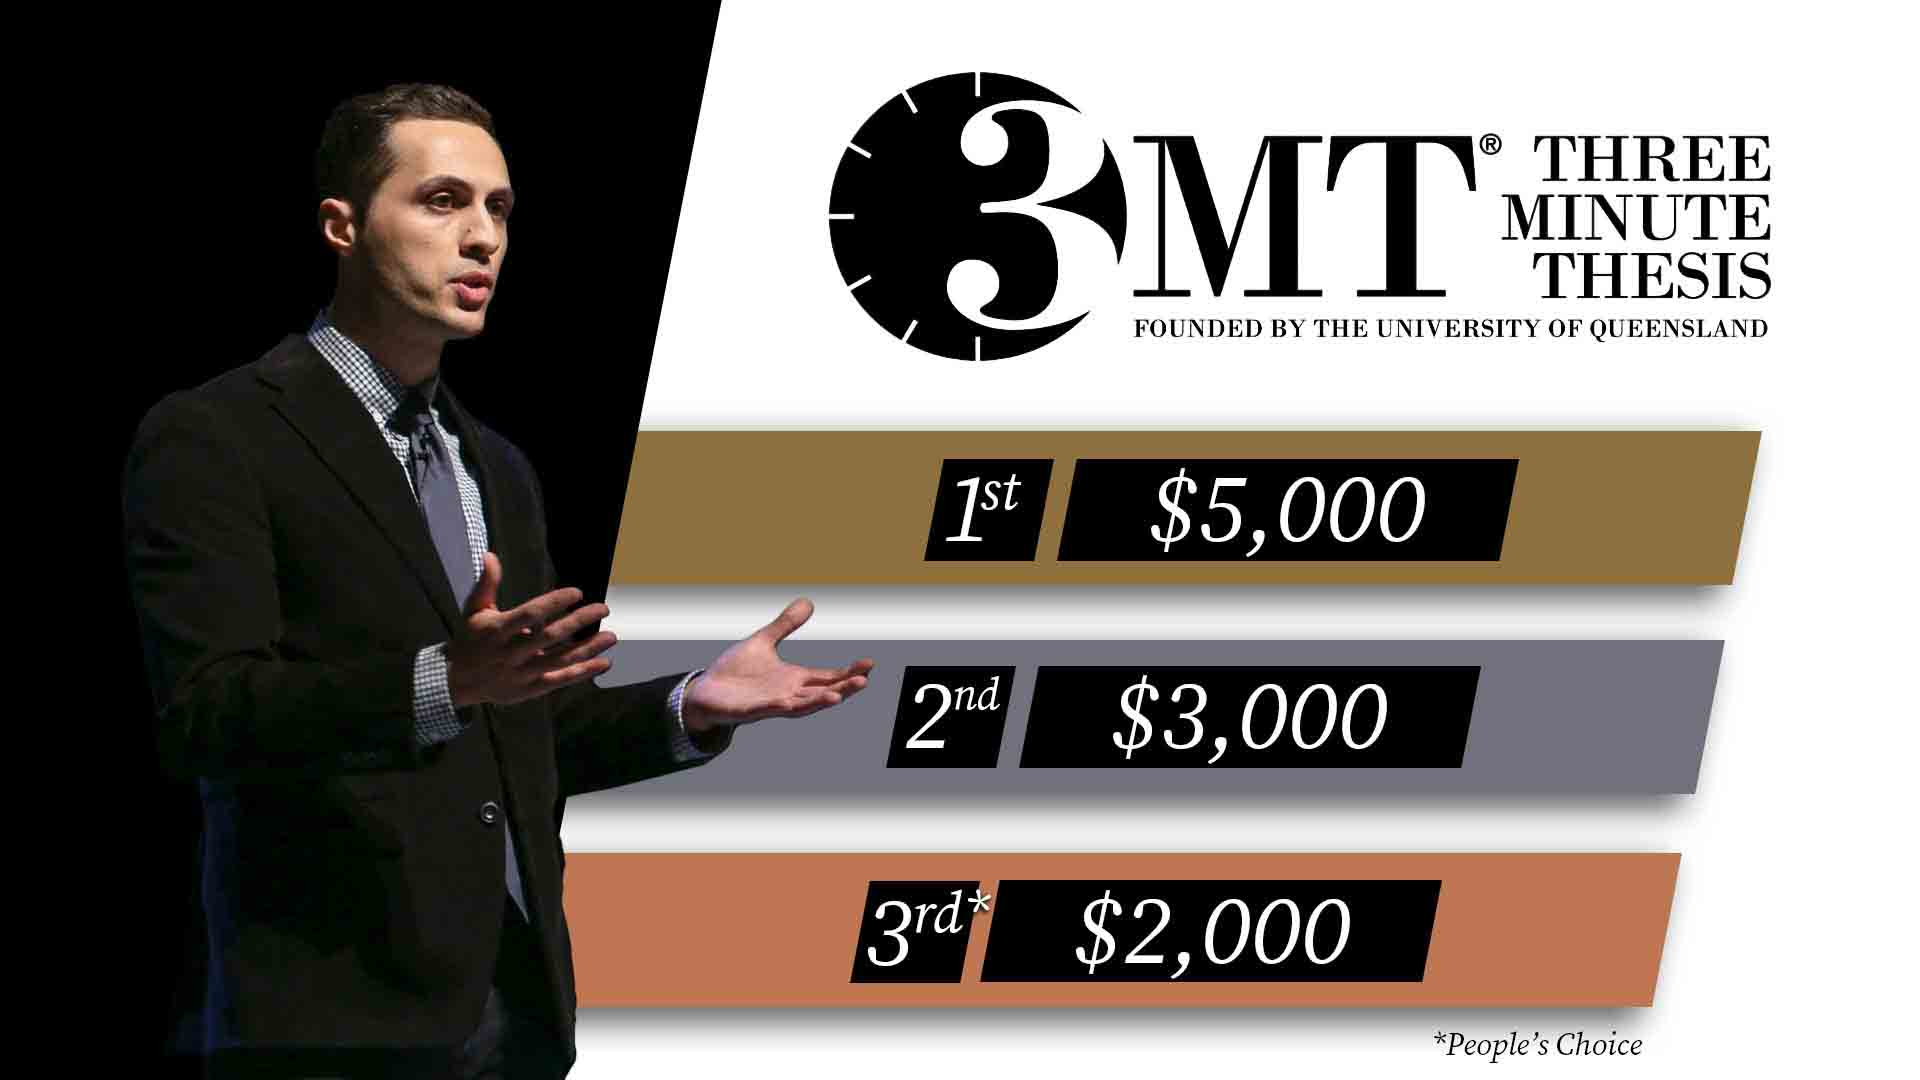 3MT® THREE
MINUTE
THESIS
FOUNDED BY THE UNIVERSITY OF QUEENSLAND
1st $5,000
2nd $3,000
3rd* $2,000
*People's Choice